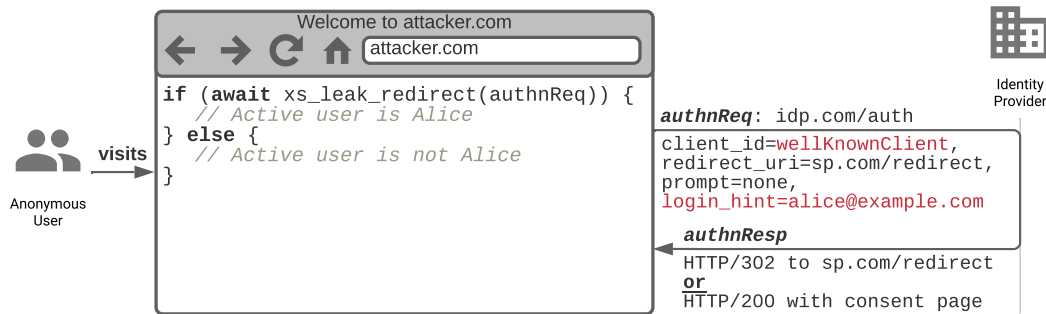 Welcome to attacker.com
attacker.com
if (await xs_leak_redirect(authnReq)) {
// Active user is Alice
} else {
// Active user is not Alice
}
visits
Anonymous
User
Identity
Provider
authnReq: idp.com/auth
client_id=wellKnownClient,
redirect_uri=sp.com/redirect,
prompt=none,
login_hint=alice@example.com
authnResp
HTTP/302 to sp.com/redirect
or
HTTP/200 with consent page